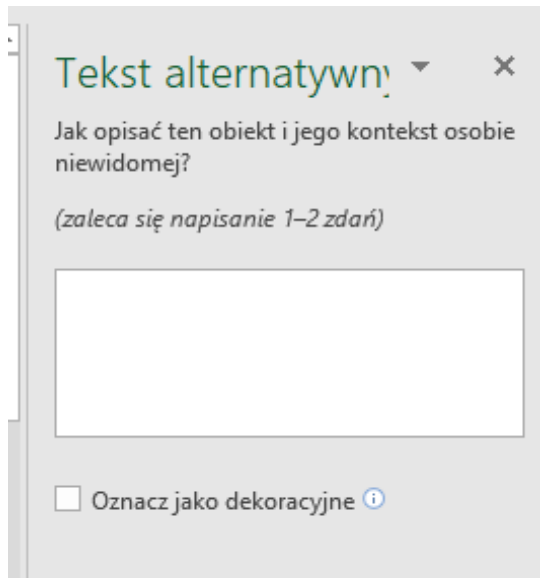 Tekst alternatywny
Jak opisać ten obiekt i jego kontekst osobie
niewidomej?
(zaleca się napisanie 1–2 zdań)
Oznacz jako dekoracyjne